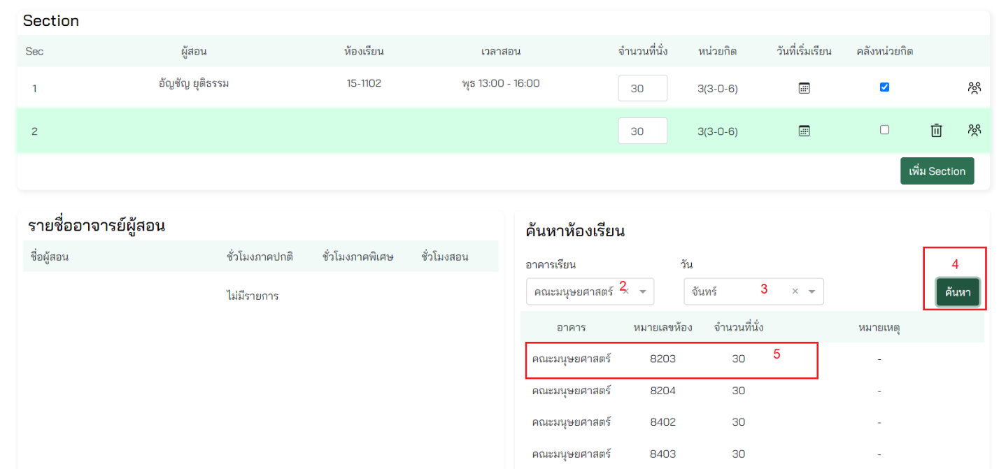 Section
Sec ผู้สอน ห้องเรียน เวลาสอน จำนวนที่นั่ง หน่วยกิต วันที่เริ่มเรียน คลังหน่วยกิต
1 อัญชัญ ยุติธรรม 15-1102 พุธ 13:00 - 16:00 30 3(3-0-6)
2 30 3(3-0-6)
เพิ่ม Section
รายชื่ออาจารย์ผู้สอน
ชื่อผู้สอน ชั่วโมงภาคปกติ ชั่วโมงภาคพิเศษ ชั่วโมงสอน
ไม่มีรายการ
ค้นหาห้องเรียน
อาคารเรียน วัน 4
คณะมนุษยศาสตร์ 2 จันทร์ 3 ค้นหา
อาคาร หมายเลขห้อง จำนวนที่นั่ง หมายเหตุ
คณะมนุษยศาสตร์ 8203 30 5 -
คณะมนุษยศาสตร์ 8204 30 -
คณะมนุษยศาสตร์ 8402 30 -
คณะมนุษยศาสตร์ 8403 30 -